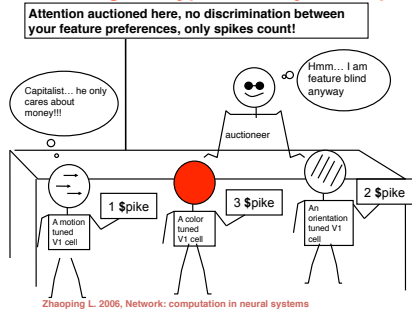 Attention auctioned here, no discrimination between
your feature preferences, only spikes count!
Capitalist... he only
cares about
money!!!
Hmm... I am
feature blind
anyway
auctioneer
1 $pike
3 $pike
2 $pike
A motion
tuned
V1 cell
A color
tuned
V1 cell
An
orientation
tuned V1
cell
Zhaoping L. 2006, Network: computation in neural systems